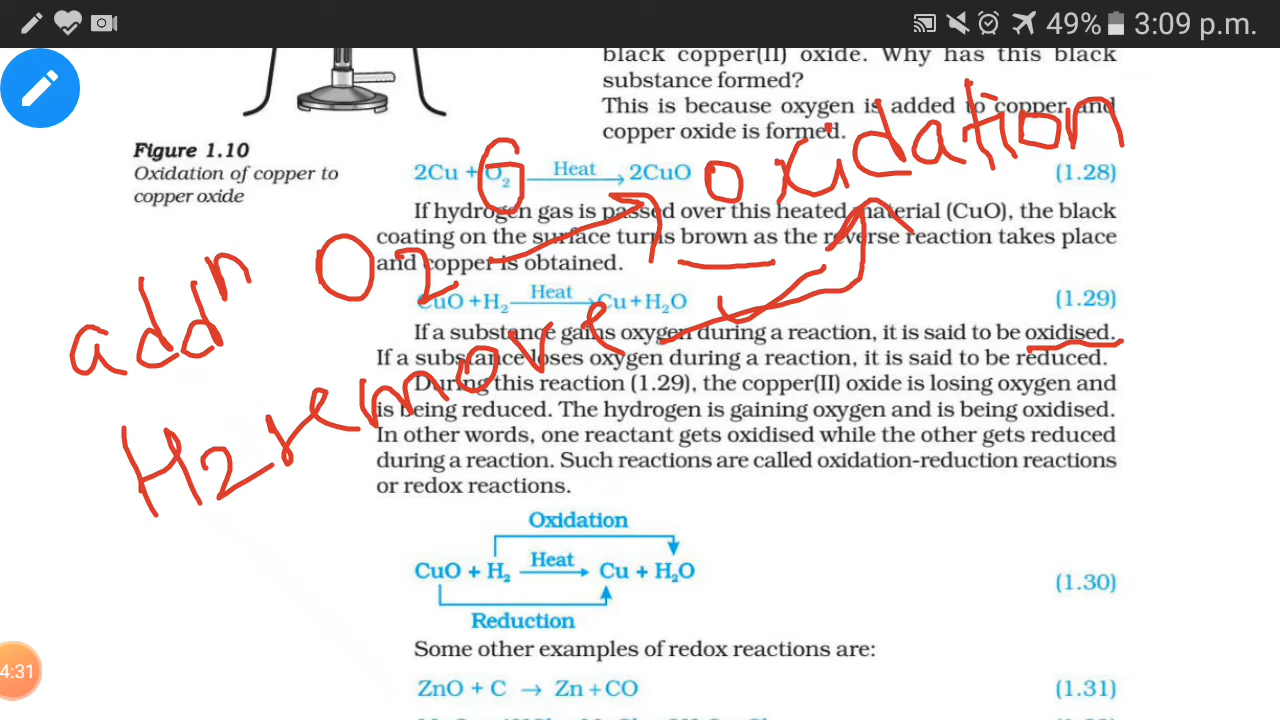 49% 3:09 p.m.
black copper(II) oxide. Why has this black
substance formed?
This is because oxygen is added to copper and
copper oxide is formed.
Figure 1.10
Oxidation of copper to
copper oxide
2Cu + O₂ Heat → 2CuO (1.28)
oxidation
If hydrogen gas is passed over this heated material (CuO), the black
coating on the surface turns brown as the reverse reaction takes place
and copper is obtained.
addn O2
CuO + H₂ Heat → Cu + H₂O (1.29)
If a substance gains oxygen during a reaction, it is said to be oxidised.
If a substance loses oxygen during a reaction, it is said to be reduced.
H2 remove
During this reaction (1.29), the copper(II) oxide is losing oxygen and
is being reduced. The hydrogen is gaining oxygen and is being oxidised.
In other words, one reactant gets oxidised while the other gets reduced
during a reaction. Such reactions are called oxidation-reduction reactions
or redox reactions.
Oxidation
CuO + H₂ Heat → Cu + H₂O (1.30)
Reduction
Some other examples of redox reactions are:
4:31
ZnO + C → Zn + CO (1.31)